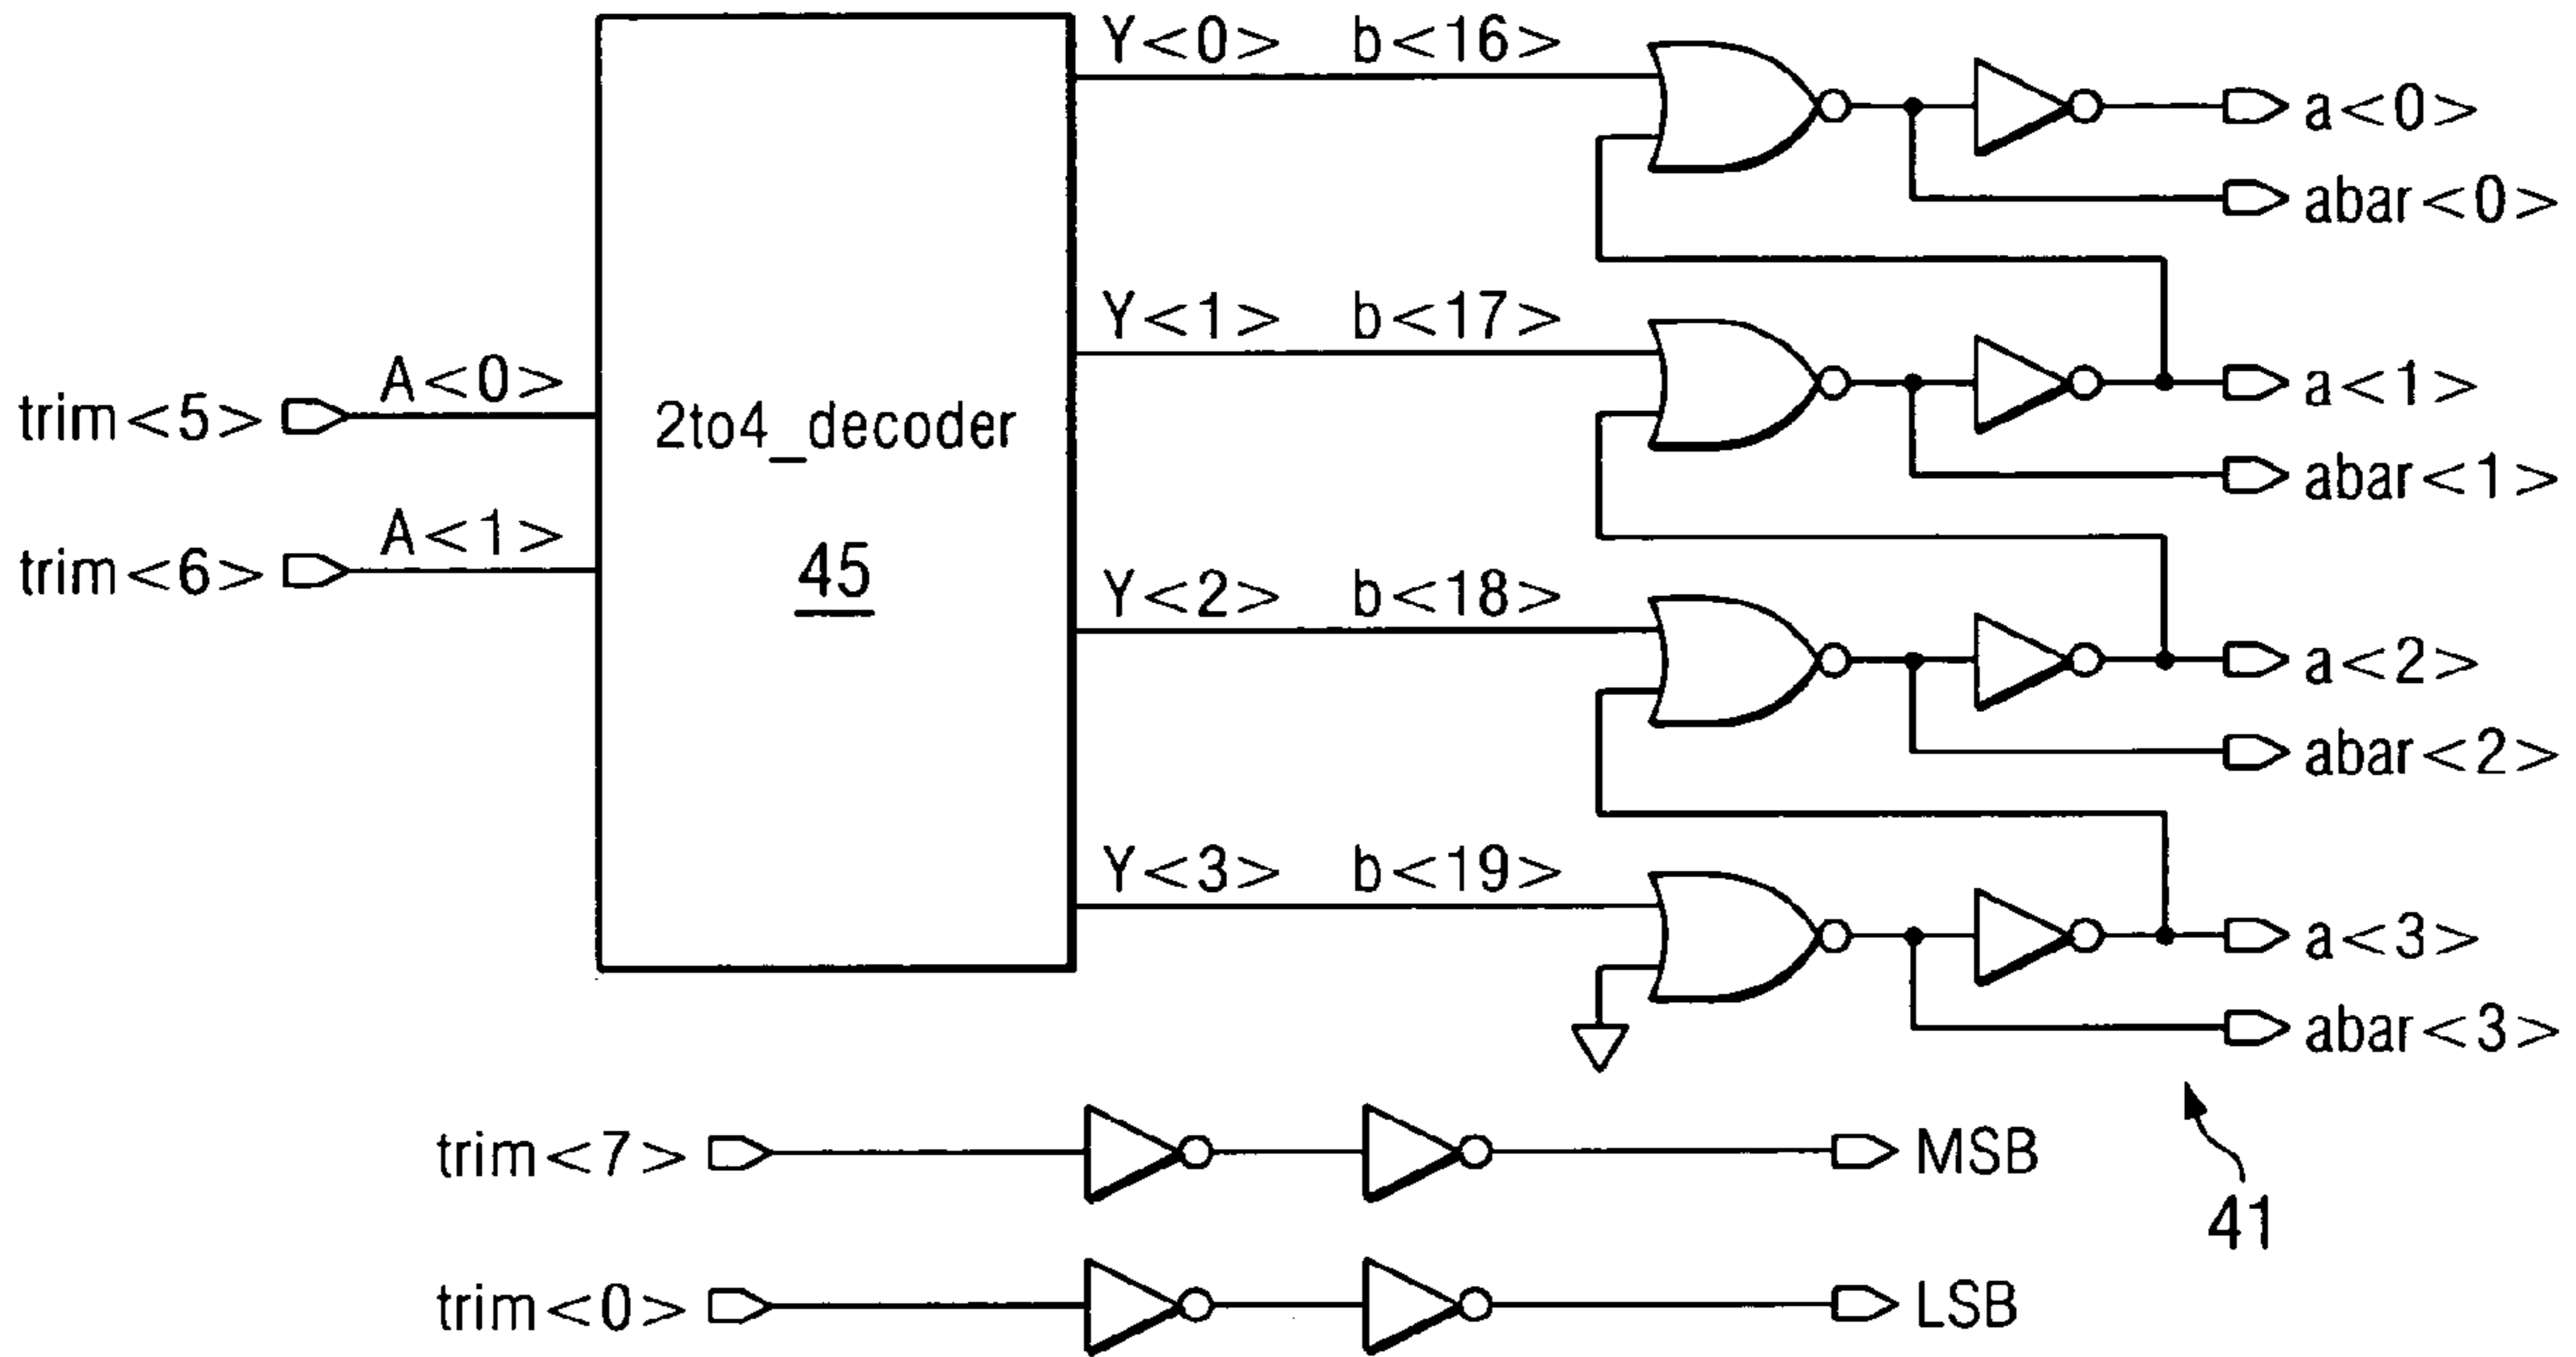 Y<0> b<16>
a<0>
abar<0>
Y<1> b<17>
trim<5> A<0>
2to4_decoder
a<1>
abar<1>
trim<6> A<1>
45
Y<2> b<18>
a<2>
abar<2>
Y<3> b<19>
a<3>
abar<3>
trim<7> MSB
41
trim<0> LSB